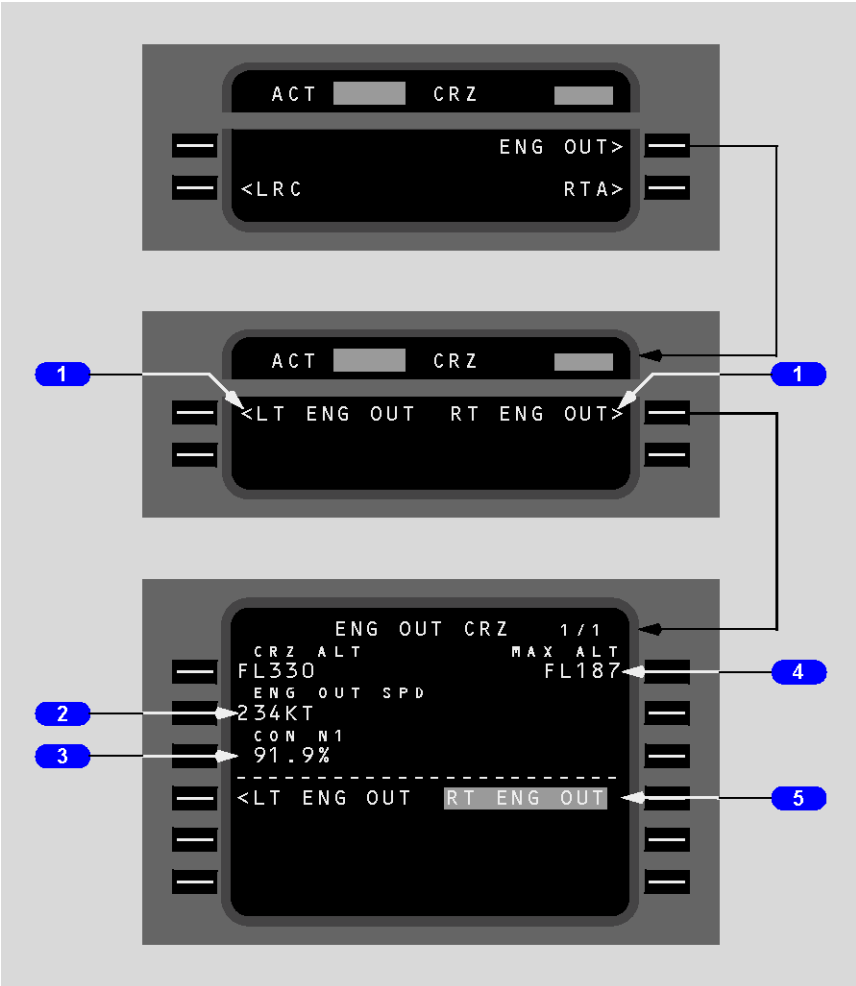 ACT CRZ
ENG OUT>
<LRC RTA>
ACT CRZ
1 1
<LT ENG OUT RT ENG OUT>
ENG OUT CRZ 1/1
CRZ ALT MAX ALT
FL330 FL187 4
ENG OUT SPD
2 234KT
CON N1
3 91.9%
--------------------
<LT ENG OUT RT ENG OUT 5